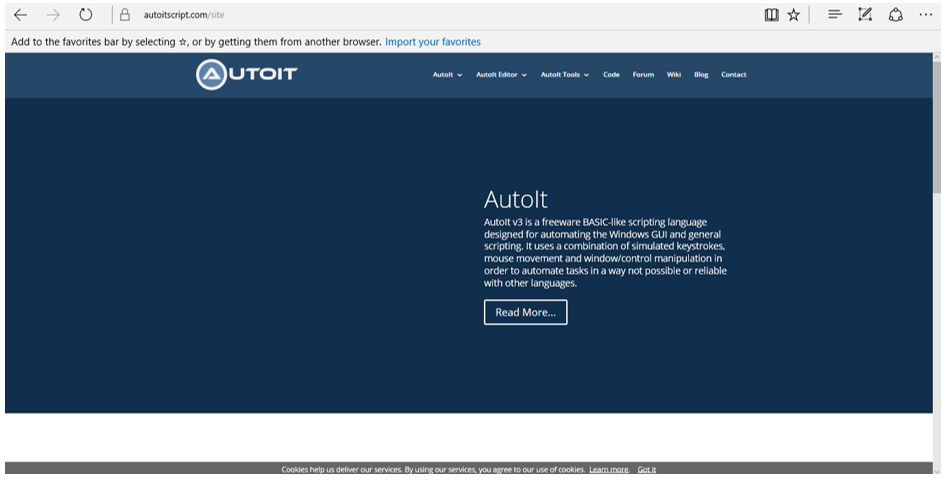 autoitscript.com/site
Add to the favorites bar by selecting ☆, or by getting them from another browser. Import your favorites
AUTOIT
AutoIt AutoIt Editor AutoIt Tools Code Forum Wiki Blog Contact
AutoIt
AutoIt v3 is a freeware BASIC-like scripting language
designed for automating the Windows GUI and general
scripting. It uses a combination of simulated keystrokes,
mouse movement and window/control manipulation in
order to automate tasks in a way not possible or reliable
with other languages.
Read More...
Cookies help us deliver our services. By using our services, you agree to our use of cookies. Learn more. Got it